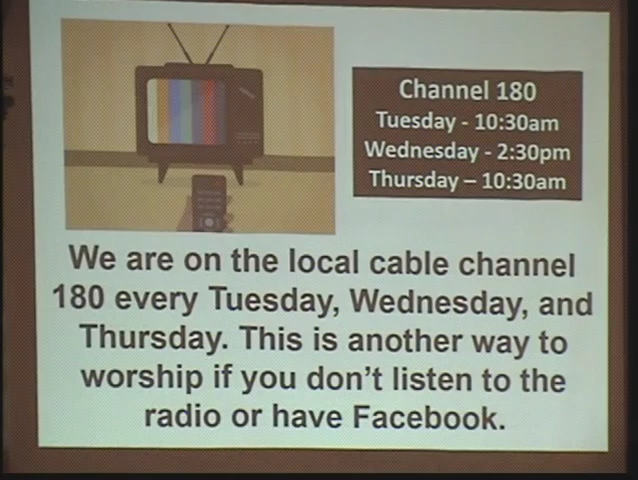 Channel 180
Tuesday - 10:30am
Wednesday - 2:30pm
Thursday – 10:30am
We are on the local cable channel
180 every Tuesday, Wednesday, and
Thursday. This is another way to
worship if you don’t listen to the
radio or have Facebook.